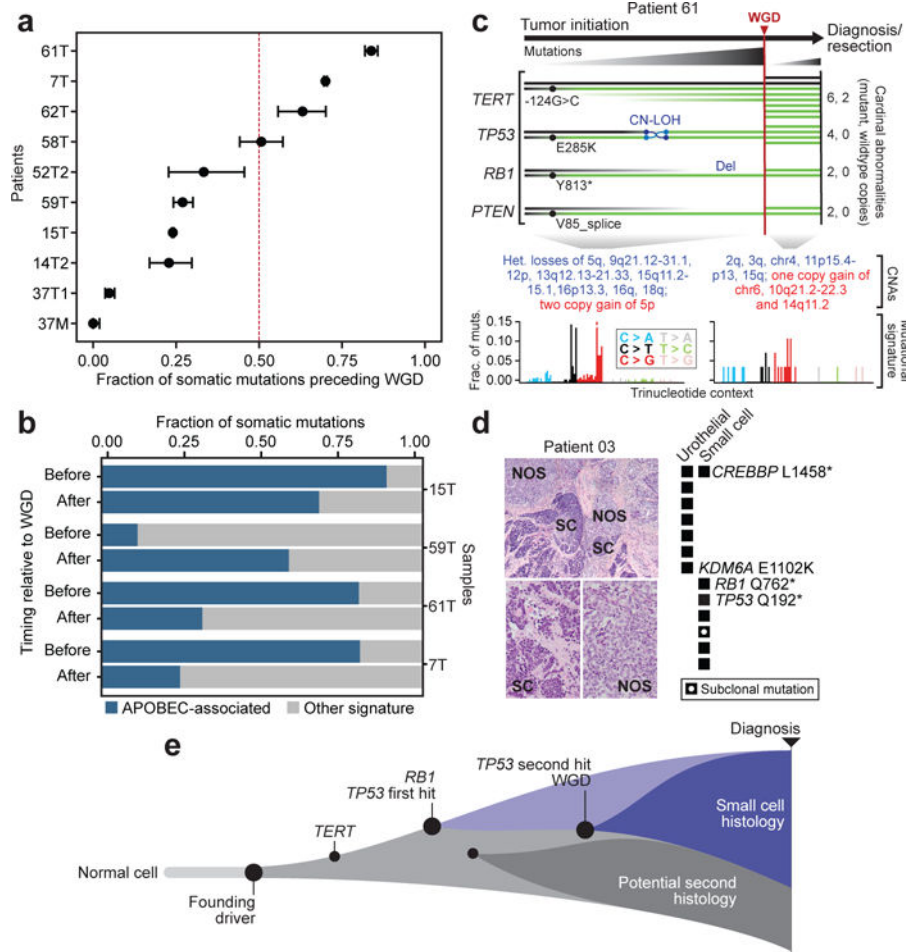 a
Patients
61T
7T
62T
58T
52T2
59T
15T
14T2
37T1
37M
0.00 0.25 0.50 0.75 1.00
Fraction of somatic mutations preceding WGD
b
Fraction of somatic mutations
0.00 0.25 0.50 0.75 1.00
Timing relative to WGD
Before
After
15T
Before
After
59T
Before
After
61T
Before
After
7T
Samples
APOBEC-associated
Other signature
c
Patient 61
Tumor initiation
WGD
Diagnosis/
resection
Mutations
TERT
-124G>C
6, 2
TP53
CN-LOH
E285K
4, 0
RB1
Del
Y813*
2, 0
PTEN
V85_splice
2, 0
Cardinal abnormalities
(mutant, wildtype copies)
Het. losses of 5q, 9q21.12-31.1,
12p, 13q12.13-21.33, 15q11.2-
15.1,16p13.3, 16q, 18q;
two copy gain of 5p
2q, 3q, chr4, 11p15.4-
p13, 15q; one copy gain of
chr6, 10q21.2-22.3
and 14q11.2
CNAs
Frac. of muts.
0.15
0.10
0.05
0.00
C>A T>A
C>T T>C
C>G T>G
Mutational
signature
Trinucleotide context
d
Patient 03
NOS
SC
NOS
SC
SC
NOS
Urothelial
Small cell
CREBBP L1458*
KDM6A E1102K
RB1 Q762*
TP53 Q192*
Subclonal mutation
e
Diagnosis
Normal cell
Founding
driver
TERT
RB1
TP53 first hit
TP53 second hit
WGD
Small cell
histology
Potential second
histology